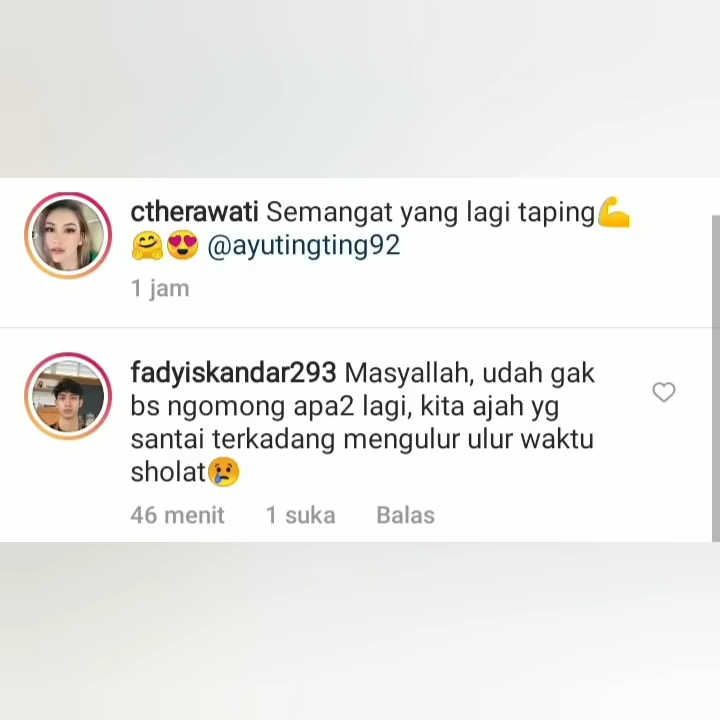 ctherawati Semangat yang lagi taping💪
🤗😍 @ayutingting92
1 jam
fadyiskandar293 Masyallah, udah gak
bs ngomong apa2 lagi, kita ajah yg
santai terkadang mengulur ulur waktu
sholat😢
46 menit 1 suka Balas